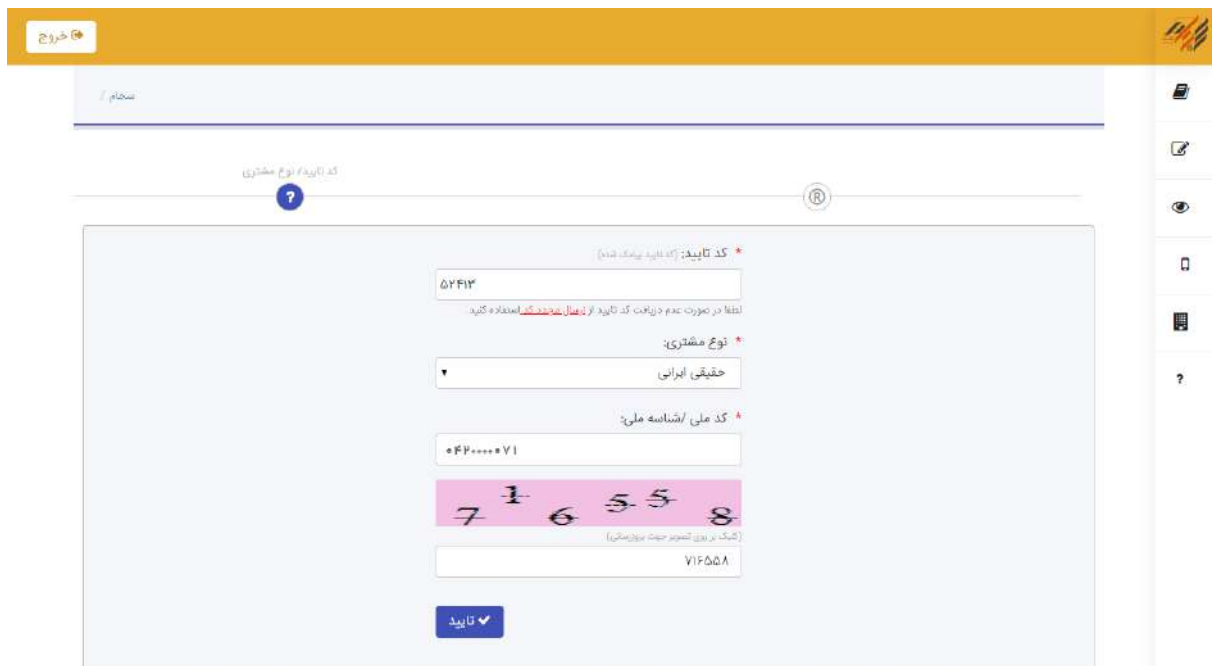 خروج
سجام /
کد تایید/ نوع مشتری
?
®
* کد تایید: (کد تایید پیامک شده)
۵۲۴۱۳
لطفا در صورت عدم دریافت کد تایید از ارسال مجدد کد استفاده کنید.
* نوع مشتری:
حقیقی ایرانی
* کد ملی /شناسه ملی:
۰۴۲۰۰۰۰۰۷۱
7 1 6 5 5 8
(کلیک بر روی تصویر جهت بروزرسانی)
۷۱۶۵۵۸
تایید
?